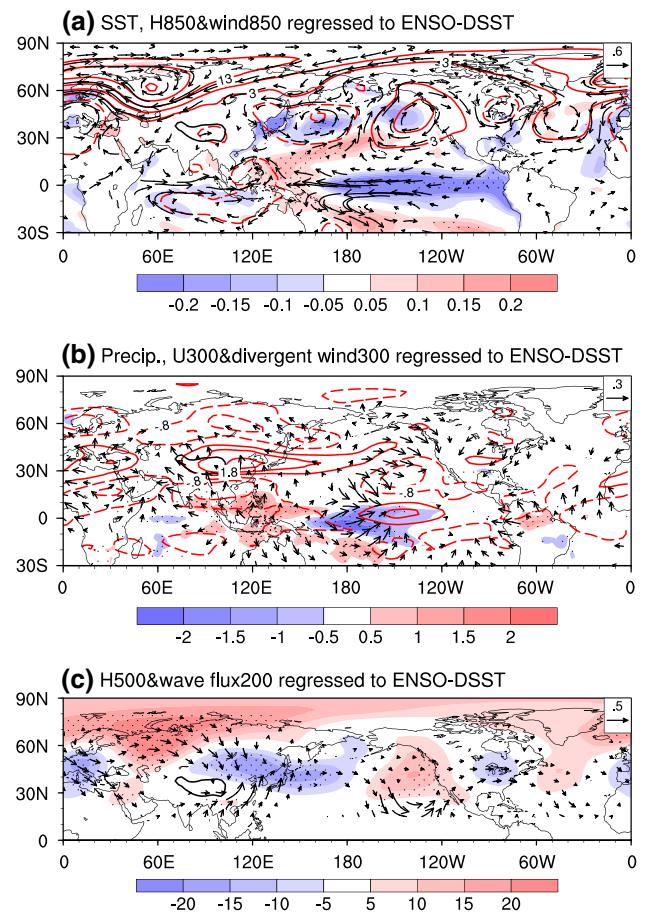 (a) SST, H850&wind850 regressed to ENSO-DSST
90N
60N
30N
0
30S
.6
13
3
3
3
0 60E 120E 180 120W 60W 0
-0.2 -0.15 -0.1 -0.05 0.05 0.1 0.15 0.2
(b) Precip., U300&divergent wind300 regressed to ENSO-DSST
90N
60N
30N
0
30S
.3
-.8
1.8
.8
.8
-.8
0 60E 120E 180 120W 60W 0
-2 -1.5 -1 -0.5 0.5 1 1.5 2
(c) H500&wave flux200 regressed to ENSO-DSST
90N
60N
30N
0
.5
0 60E 120E 180 120W 60W 0
-20 -15 -10 -5 5 10 15 20